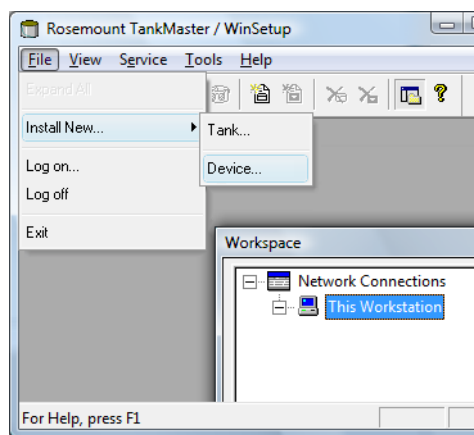 Rosemount TankMaster / WinSetup
File View Service Tools Help
Expand All
Install New...
Tank...
Device...
Log on...
Log off
Exit
Workspace
Network Connections
This Workstation
For Help, press F1